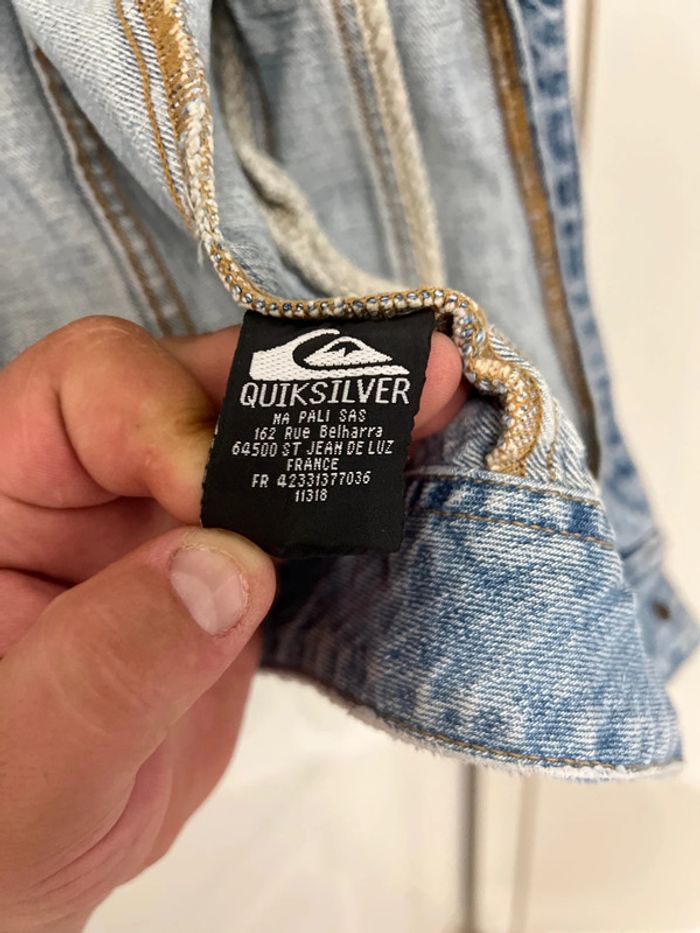 QUIKSILVER
NA PALI SAS
162 Rue Belharra
64500 ST JEAN DE LUZ
FRANCE
FR 42331377036
11318